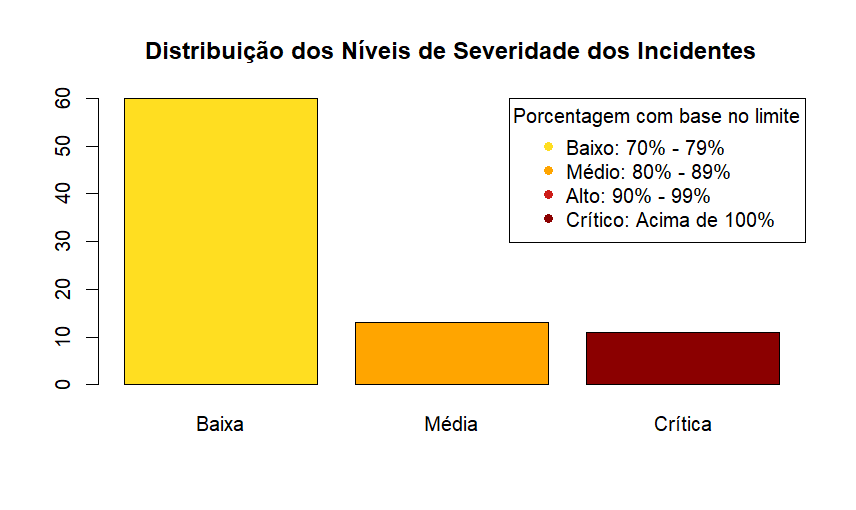 Distribuição dos Níveis de Severidade dos Incidentes
60
50
40
30
20
10
0
Porcentagem com base no limite
Baixo: 70% - 79%
Médio: 80% - 89%
Alto: 90% - 99%
Crítico: Acima de 100%
Baixa
Média
Crítica